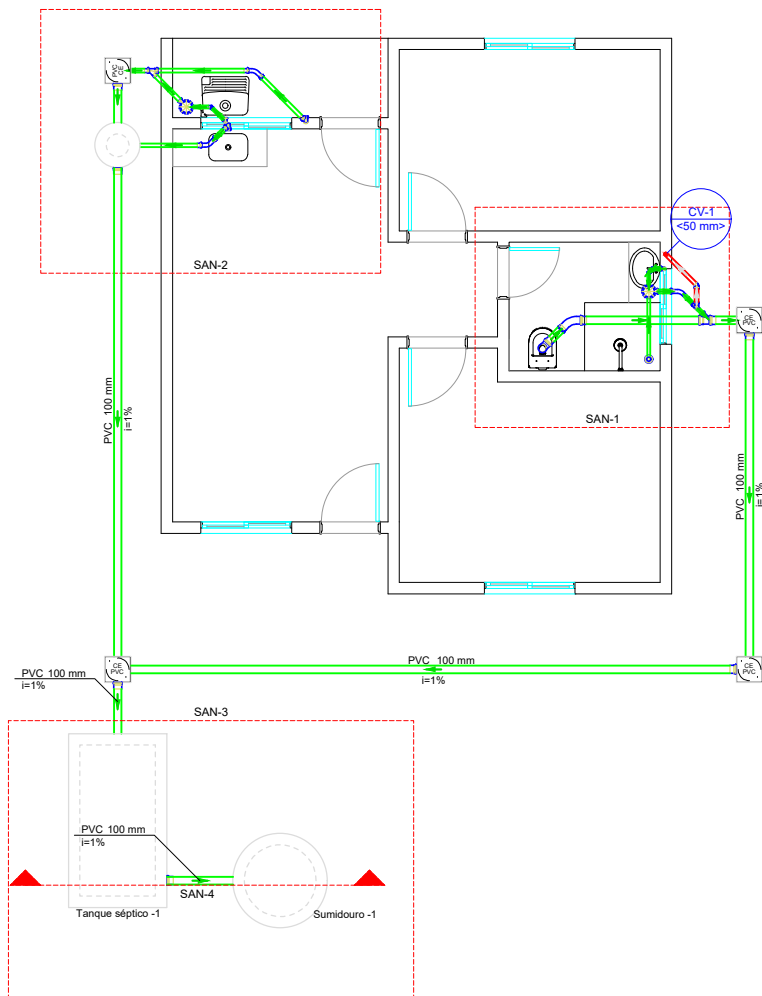 PVC
CE
SAN-2
CV-1
<50 mm>
CE
PVC
SAN-1
PVC 100 mm
i=1%
PVC 100 mm
i=1%
CE
PVC
PVC 100 mm
i=1%
CE
PVC
PVC 100 mm
i=1%
SAN-3
PVC 100 mm
i=1%
SAN-4
Tanque séptico -1
Sumidouro -1